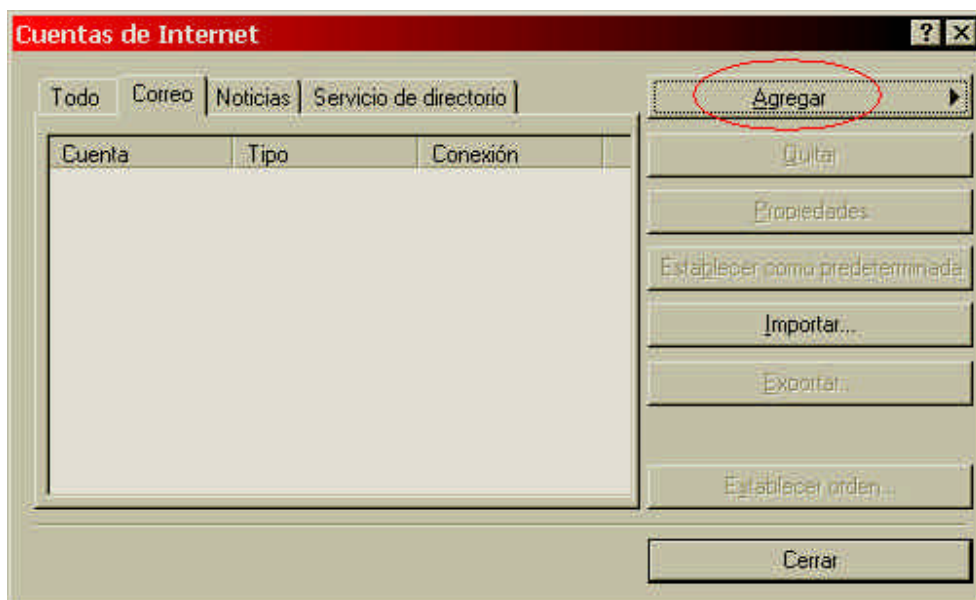 Cuentas de Internet
Todo Correo Noticias Servicio de directorio
Agregar
Cuenta Tipo Conexión
Quitar
Propiedades
Establecer como predeterminada
Importar...
Exportar...
Establecer orden...
Cerrar